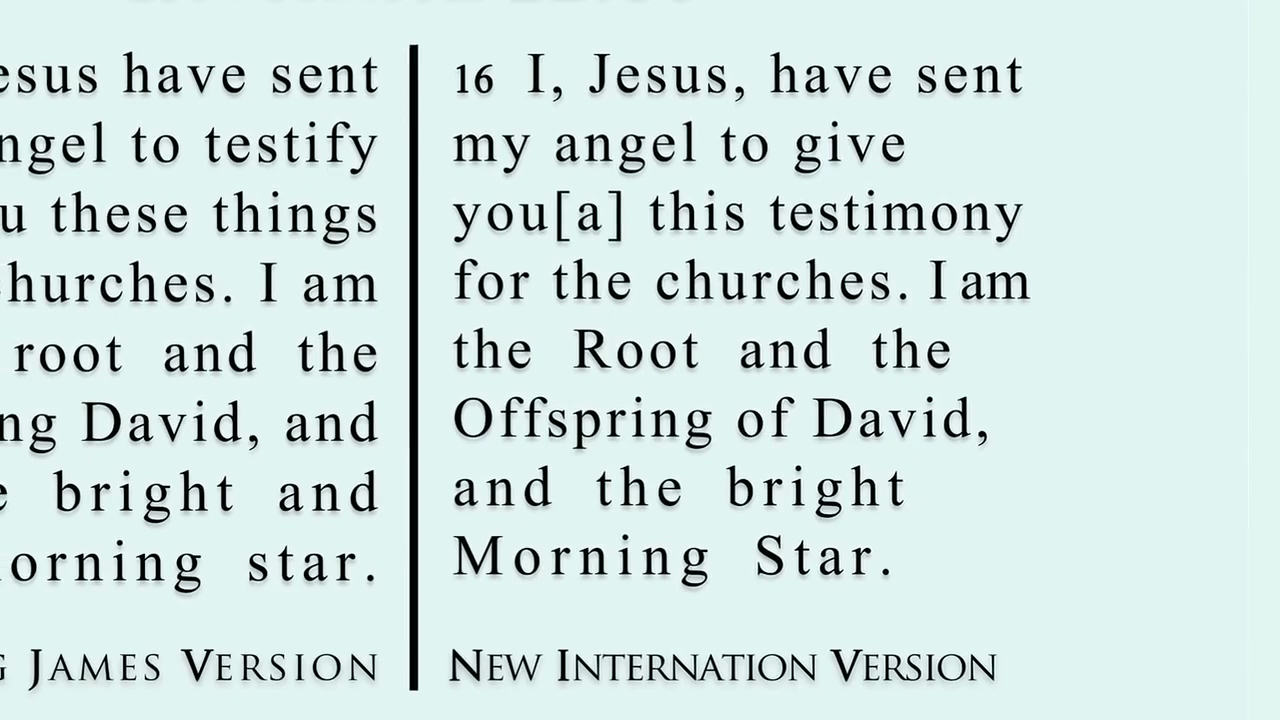 esus have sent
ngel to testify
u these things
hurches. I am
root and the
ng David, and
e bright and
orning star.
G JAMES VERSION
16 I, Jesus, have sent
my angel to give
you[a] this testimony
for the churches. I am
the Root and the
Offspring of David,
and the bright
Morning Star.
NEW INTERNATION VERSION